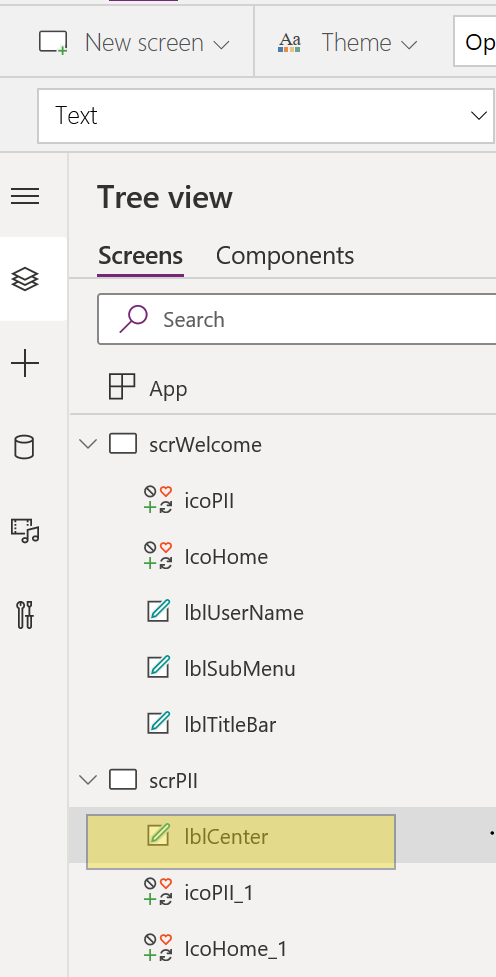 New screen Aa Theme Op
Text
Tree view
Screens Components
Search
App
scrWelcome
icoPII
IcoHome
lblUserName
lblSubMenu
lblTitleBar
scrPII
lblCenter
icoPII_1
IcoHome_1